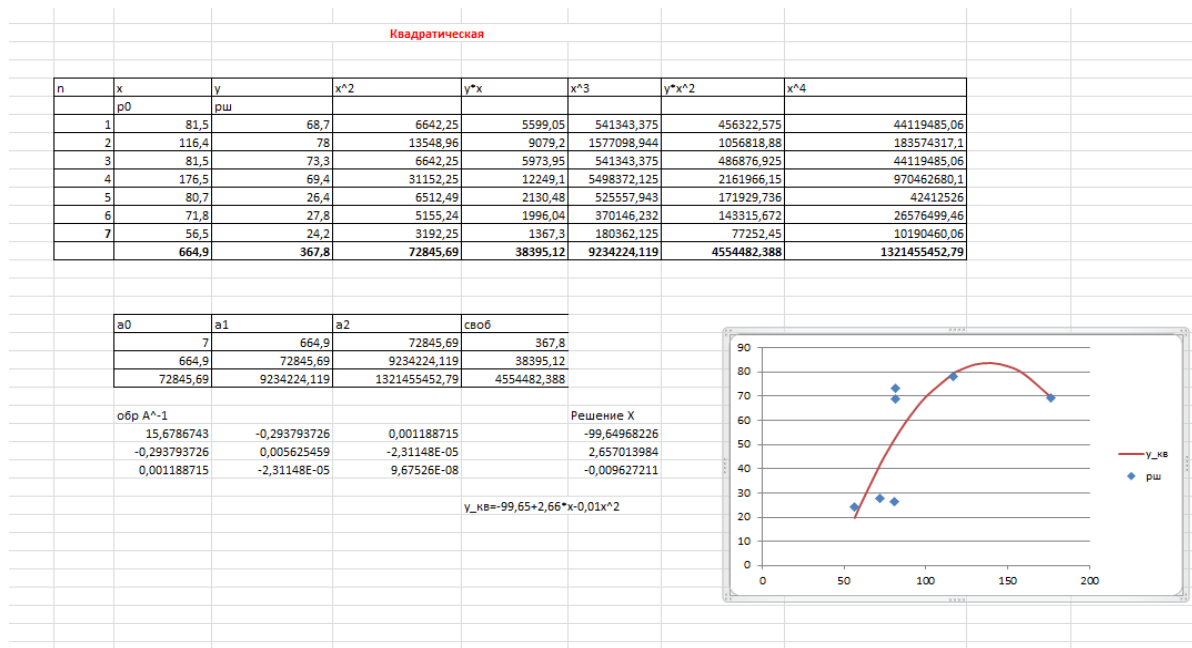 Квадратическая
n x y x^2 y*x x^3 y*x^2 x^4
p0 рш
1 81,5 68,7 6642,25 5599,05 541343,375 456322,575 44119485,06
2 116,4 78 13548,96 9079,2 1577098,944 1056818,88 183574317,1
3 81,5 73,3 6642,25 5973,95 541343,375 486876,925 44119485,06
4 176,5 69,4 31152,25 12249,1 5498372,125 2161966,15 970462680,1
5 80,7 26,4 6512,49 2130,48 525557,943 171929,736 42412526
6 71,8 27,8 5155,24 1996,04 370146,232 143315,672 26576499,46
7 56,5 24,2 3192,25 1367,3 180362,125 77252,45 10190460,06
664,9 367,8 72845,69 38395,12 9234224,119 4554482,388 1321455452,79
a0 a1 a2 своб
7 664,9 72845,69 367,8
664,9 72845,69 9234224,119 38395,12
72845,69 9234224,119 1321455452,79 4554482,388
обр A^-1 Решение X
15,6786743 -0,293793726 0,001188715 -99,64968226
-0,293793726 0,005625459 -2,31148E-05 2,657013984
0,001188715 -2,31148E-05 9,67526E-08 -0,009627211
y_кв=-99,65+2,66*x-0,01x^2
90
80
70
60
50
40
30
20
10
0
0 50 100 150 200
y_кв
рш